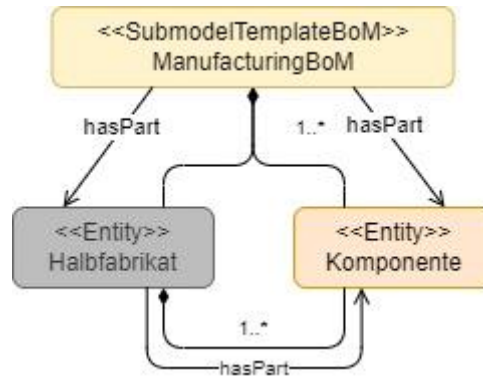 <<SubmodelTemplateBoM>>
ManufacturingBoM
hasPart
1..*
hasPart
<<Entity>>
Halbfabrikat
<<Entity>>
Komponente
1..*
hasPart